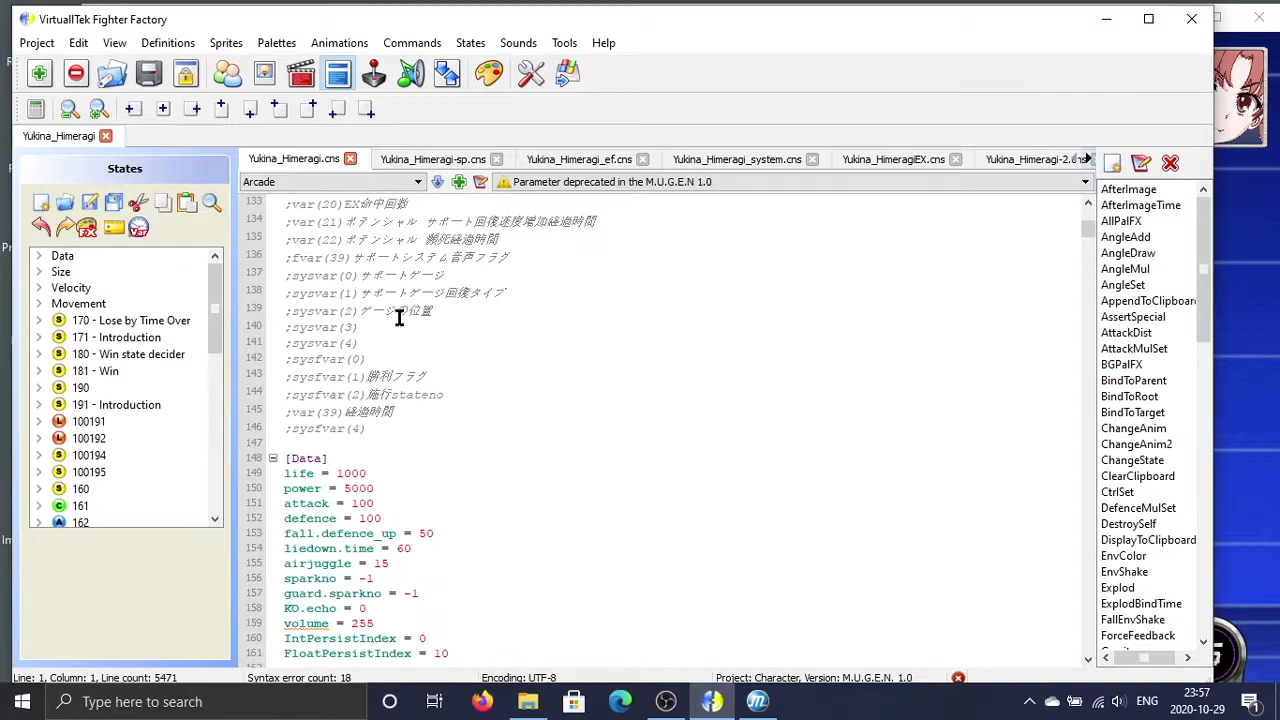 VirtuallTek Fighter Factory
Project Edit View Definitions Sprites Palettes Animations Commands States Sounds Tools Help
Yukina_Himeragi
States
Data
Size
Velocity
Movement
170 - Lose by Time Over
171 - Introduction
180 - Win state decider
181 - Win
190
191 - Introduction
100191
100192
100194
100195
160
161
162
Yukina_Himeragi.cns Yukina_Himeragi-sp.cns Yukina_Himeragi_ef.cns Yukina_Himeragi_system.cns Yukina_HimeragiEX.cns Yukina_Himeragi-2.cns
Arcade Parameter deprecated in the M.U.G.E.N 1.0
133 ;var(20)EX命中回数
134 ;var(21)ポテンシャル サポート回復速度増加経過時間
135 ;var(22)ポテンシャル 瀕死経過時間
136 ;fvar(39)サポートシステム音声フラグ
137 ;sysvar(0)サポートゲージ
138 ;sysvar(1)サポートゲージ回復タイプ
139 ;sysvar(2)ゲージの位置
140 ;sysvar(3)
141 ;sysvar(4)
142 ;sysfvar(0)
143 ;sysfvar(1)勝利フラグ
144 ;sysfvar(2)施行stateno
145 ;var(39)経過時間
146 ;sysfvar(4)
147
148 [Data]
149 life = 1000
150 power = 5000
151 attack = 100
152 defence = 100
153 fall.defence_up = 50
154 liedown.time = 60
155 airjuggle = 15
156 sparkno = -1
157 guard.sparkno = -1
158 KO.echo = 0
159 volume = 255
160 IntPersistIndex = 0
161 FloatPersistIndex = 10
AfterImage
AfterImageTime
AllPalFX
AngleAdd
AngleDraw
AngleMul
AngleSet
AppendToClipboar
AssertSpecial
AttackDist
AttackMulSet
BGPalFX
BindToParent
BindToRoot
BindToTarget
ChangeAnim
ChangeAnim2
ChangeState
ClearClipboard
CtrlSet
DefenceMulSet
DestroySelf
DisplayToClipboard
EnvColor
EnvShake
Explod
ExplodBindTime
FallEnvShake
ForceFeedback
Line: 1, Column: 1, Line count: 5471 Syntax error count: 18 Encoding: UTF-8 Project: Character, Version: M.U.G.E.N 1.0
Type here to search
ENG
23:57
2020-10-29
1